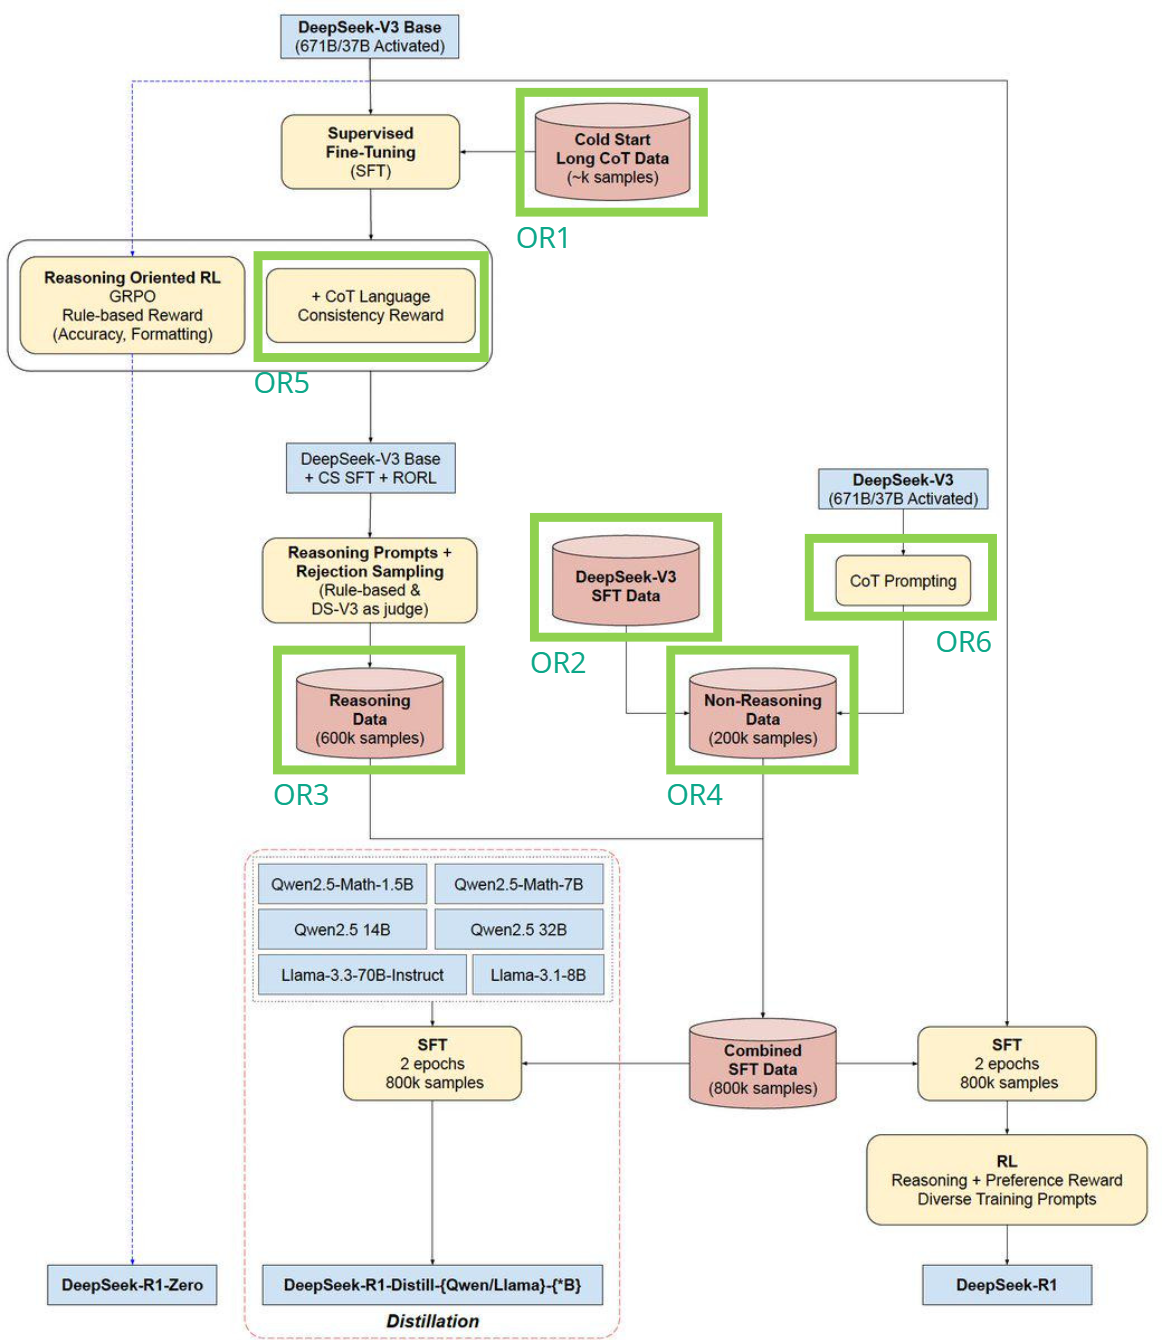 DeepSeek-V3 Base
(671B/37B Activated)
Supervised
Fine-Tuning
(SFT)
Cold Start
Long CoT Data
(~k samples)
OR1
Reasoning Oriented RL
GRPO
Rule-based Reward
(Accuracy, Formatting)
+ CoT Language
Consistency Reward
OR5
DeepSeek-V3 Base
+ CS SFT + RORL
DeepSeek-V3
(671B/37B Activated)
Reasoning Prompts +
Rejection Sampling
(Rule-based &
DS-V3 as judge)
DeepSeek-V3
SFT Data
OR2
CoT Prompting
OR6
Reasoning
Data
(600k samples)
OR3
Non-Reasoning
Data
(200k samples)
OR4
Qwen2.5-Math-1.5B
Qwen2.5-Math-7B
Qwen2.5 14B
Qwen2.5 32B
Llama-3.3-70B-Instruct
Llama-3.1-8B
SFT
2 epochs
800k samples
Combined
SFT Data
(800k samples)
SFT
2 epochs
800k samples
RL
Reasoning + Preference Reward
Diverse Training Prompts
DeepSeek-R1-Zero
DeepSeek-R1-Distill-{Qwen/Llama}-{*B}
DeepSeek-R1
Distillation